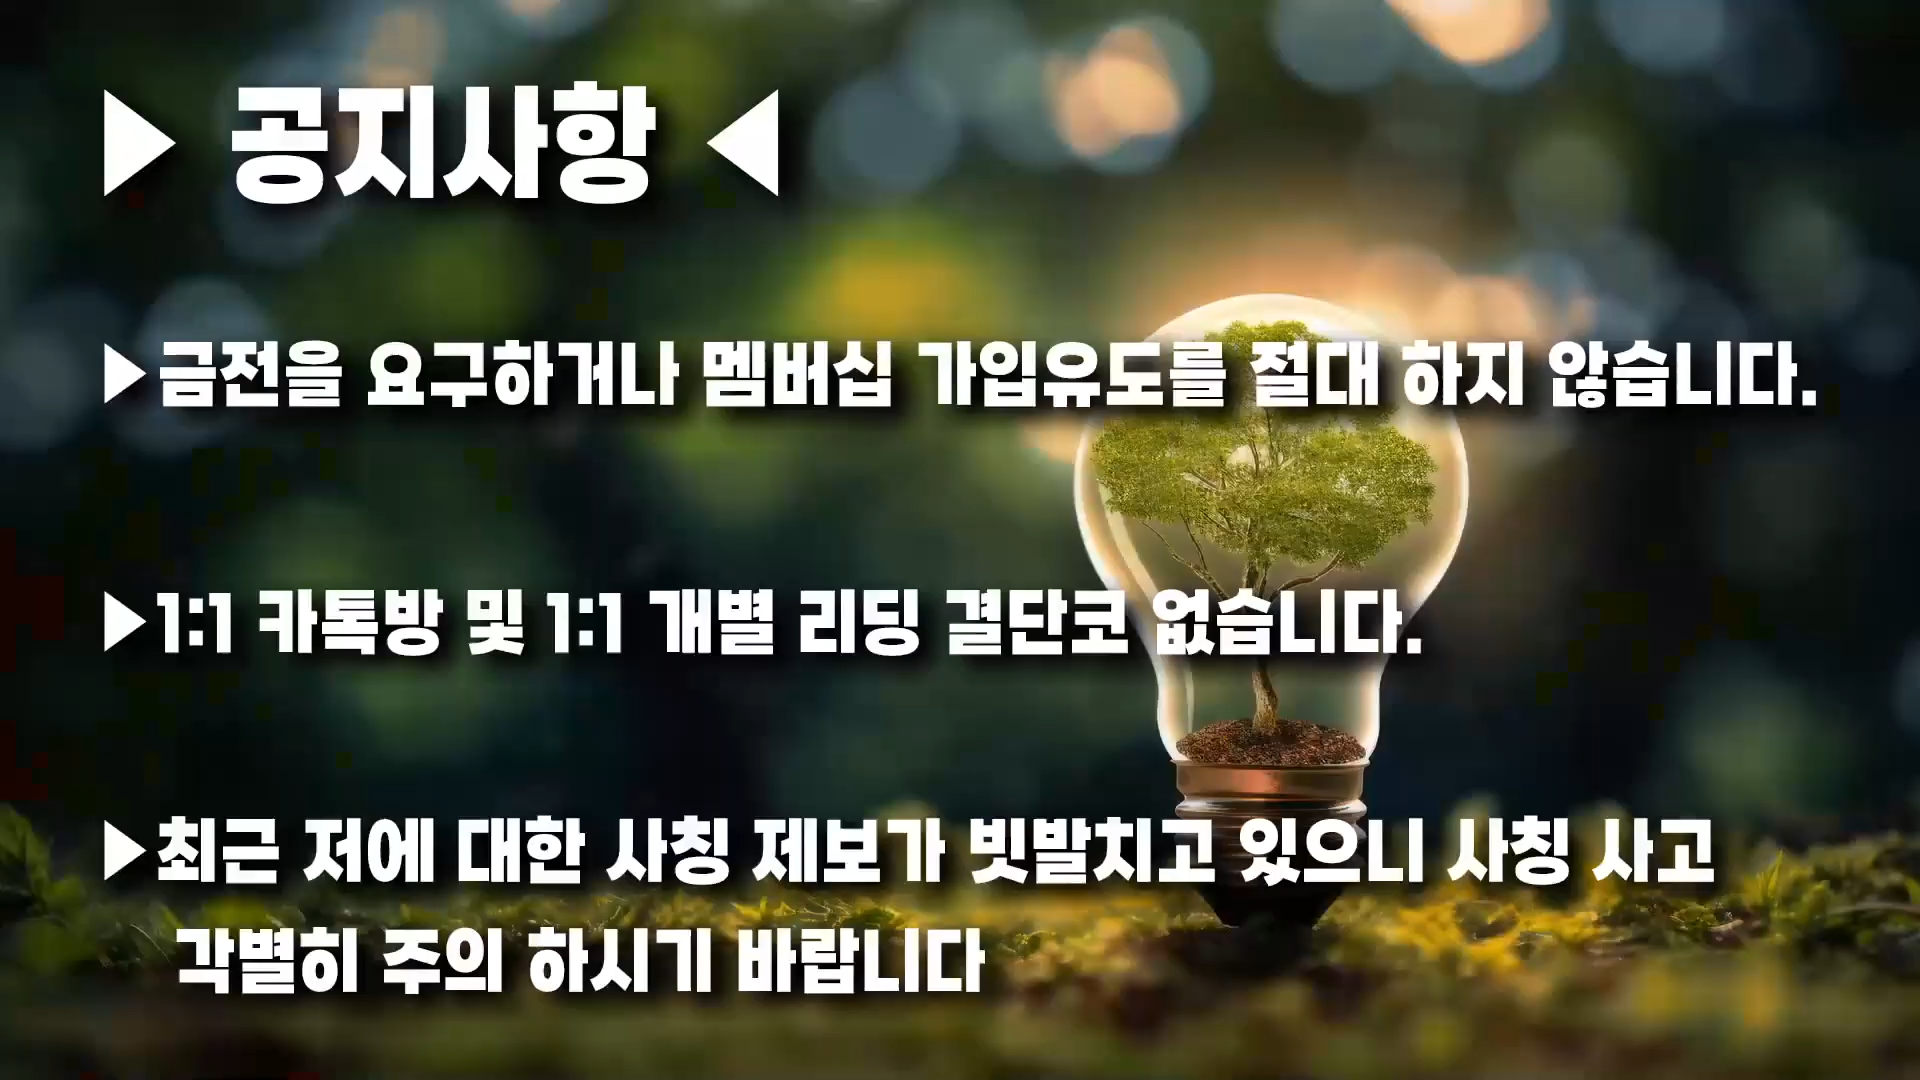 ▶ 공지사항 ◀
▶금전을 요구하거나 멤버십 가입유도를 절대 하지 않습니다.
▶1:1 카톡방 및 1:1 개별 리딩 결단코 없습니다.
▶최근 저에 대한 사칭 제보가 빗발치고 있으니 사칭 사고
각별히 주의 하시기 바랍니다